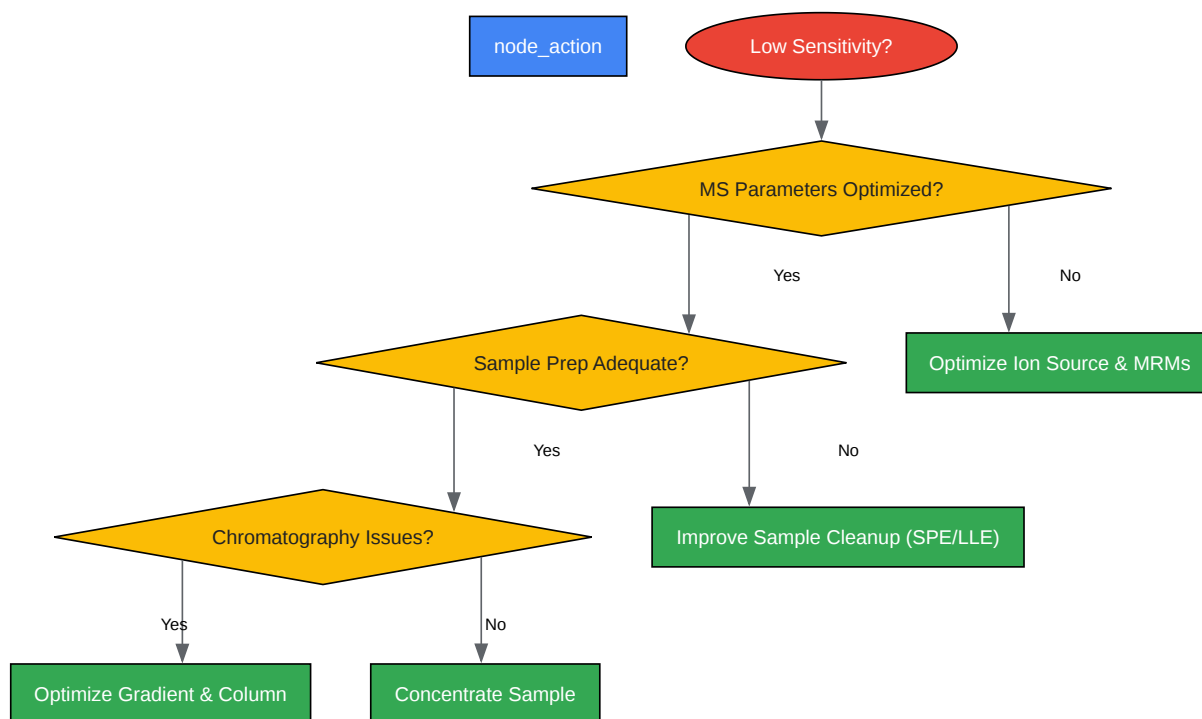 node_action
Low Sensitivity?
MS Parameters Optimized?
Yes
No
Sample Prep Adequate?
Optimize Ion Source & MRMs
Yes
No
Chromatography Issues?
Improve Sample Cleanup (SPE/LLE)
Yes
No
Optimize Gradient & Column
Concentrate Sample